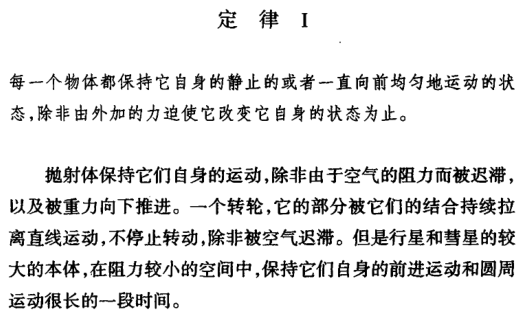 定 律 I
每一个物体都保持它自身的静止的或者一直向前均匀地运动的状
态,除非由外加的力迫使它改变它自身的状态为止。
抛射体保持它们自身的运动,除非由于空气的阻力而被迟滞,
以及被重力向下推进。一个转轮,它的部分被它们的结合持续拉
离直线运动,不停止转动,除非被空气迟滞。但是行星和彗星的较
大的本体,在阻力较小的空间中,保持它们自身的前进运动和圆周
运动很长的一段时间。